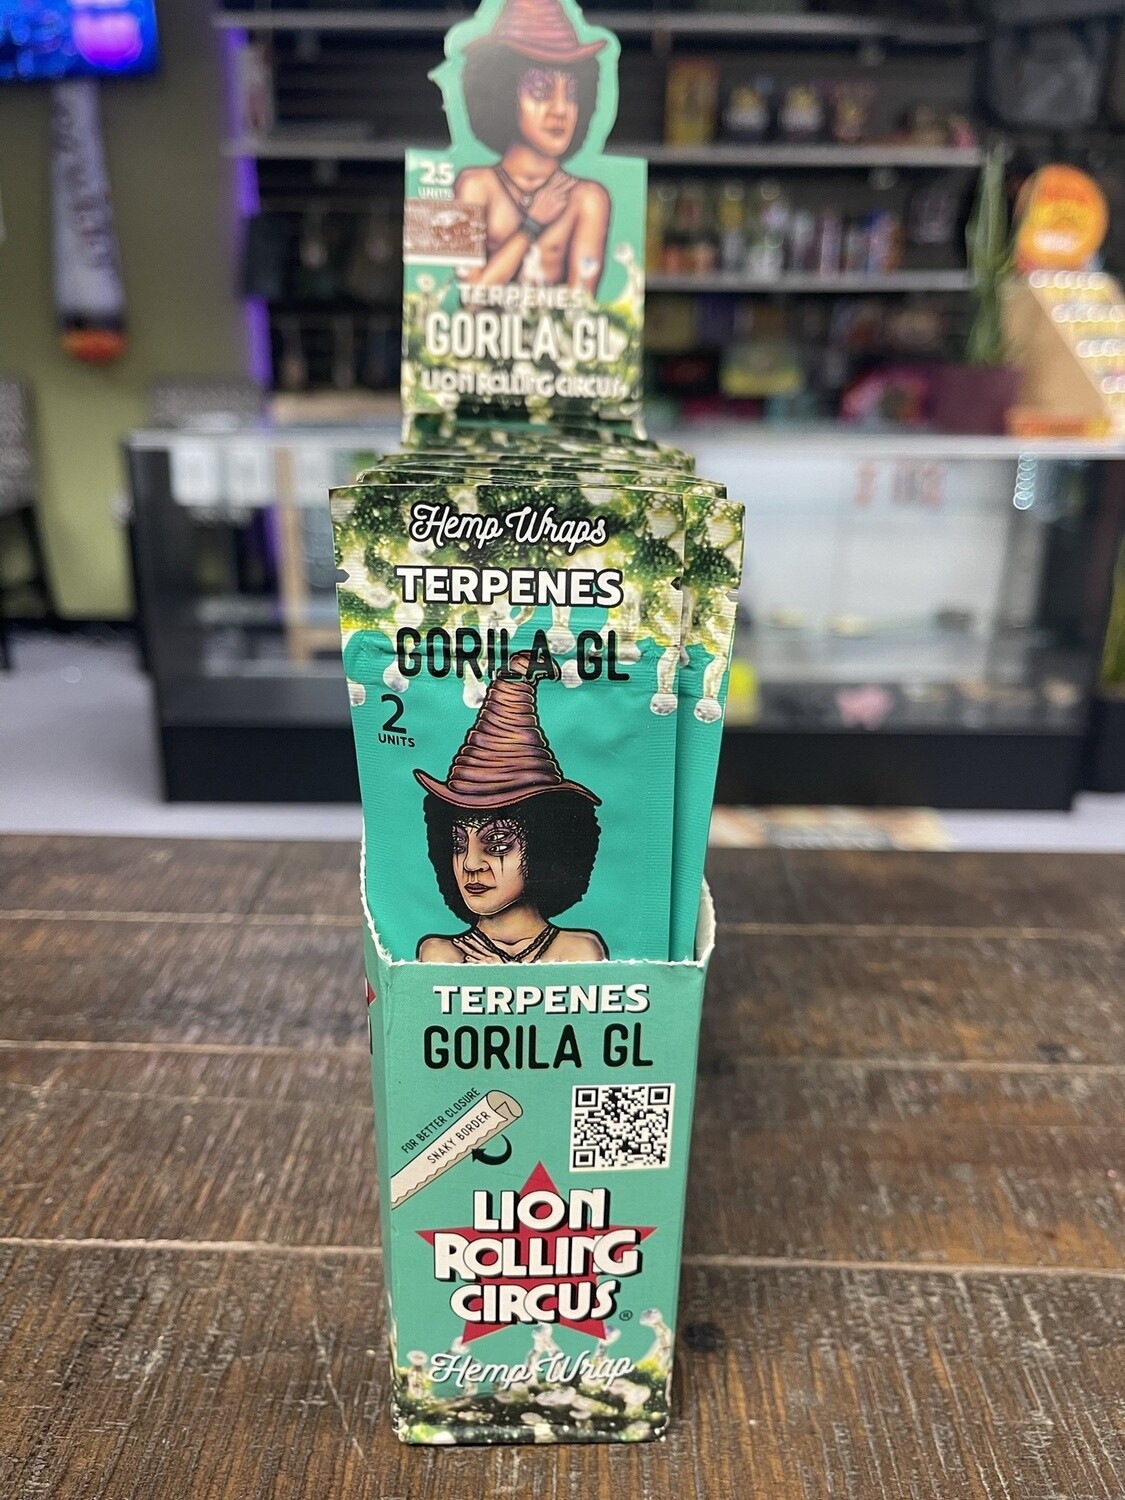 25
UNITS
TERPENES
GORILA GL
LION ROLLING CIRCUS
Hemp Wraps
TERPENES
GORILA GL
2
UNITS
TERPENES
GORILA GL
FOR BETTER CLOSURE
SNAKY BORDER
LION
ROLLING
CIRCUS®
Hemp Wrap